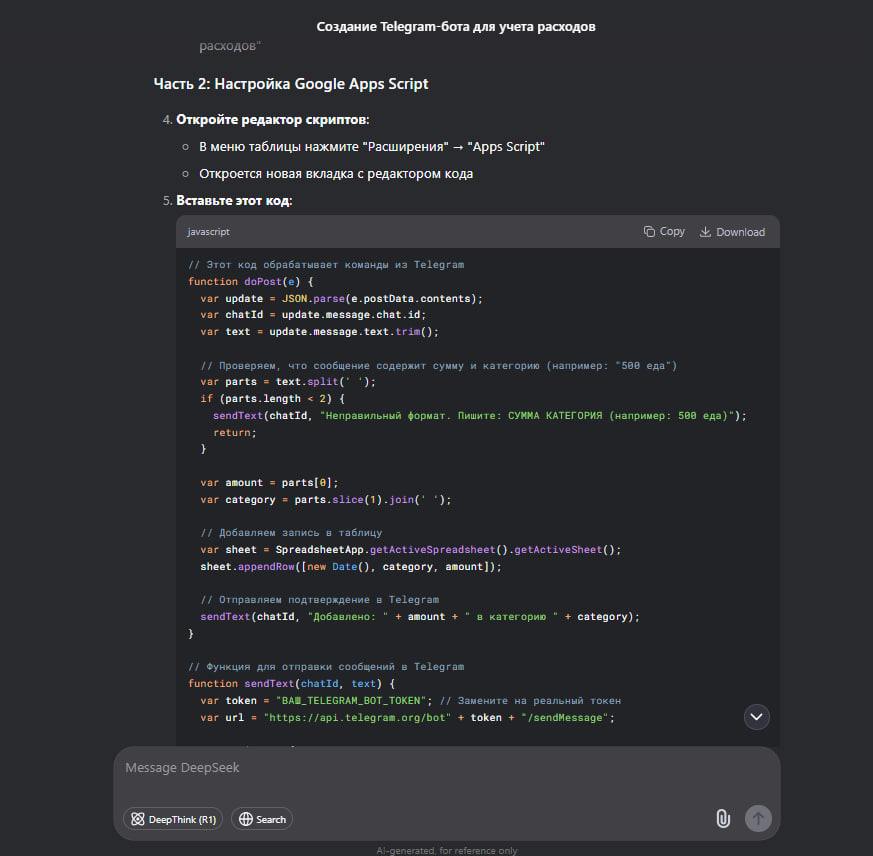 Создание Telegram-бота для учета расходов
расходов"
Часть 2: Настройка Google Apps Script
4. Откройте редактор скриптов:
В меню таблицы нажмите "Расширения" → "Apps Script"
Откроется новая вкладка с редактором кода
5. Вставьте этот код:
javascript Copy Download
// Этот код обрабатывает команды из Telegram
function doPost(e) {
  var update = JSON.parse(e.postData.contents);
  var chatId = update.message.chat.id;
  var text = update.message.text.trim();
  // Проверяем, что сообщение содержит сумму и категорию (например: "500 еда")
  var parts = text.split(' ');
  if (parts.length < 2) {
    sendText(chatId, "Неправильный формат. Пишите: СУММА КАТЕГОРИЯ (например: 500 еда)");
    return;
  }
  var amount = parts[0];
  var category = parts.slice(1).join(' ');
  // Добавляем запись в таблицу
  var sheet = SpreadsheetApp.getActiveSpreadsheet().getActiveSheet();
  sheet.appendRow([new Date(), category, amount]);
  // Отправляем подтверждение в Telegram
  sendText(chatId, "Добавлено: " + amount + " в категорию " + category);
}
// Функция для отправки сообщений в Telegram
function sendText(chatId, text) {
  var token = "ВАШ_TELEGRAM_BOT_TOKEN"; // Замените на реальный токен
  var url = "https://api.telegram.org/bot" + token + "/sendMessage";
Message DeepSeek
DeepThink (R1) Search
AI-generated, for reference only